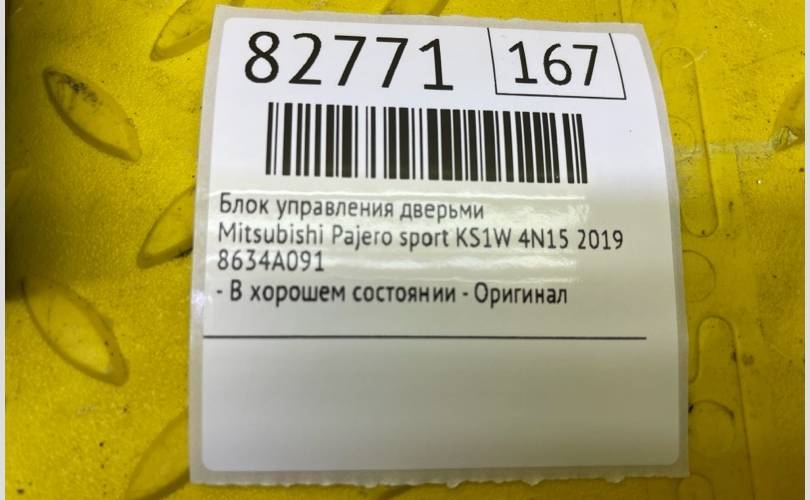 82771 167
Блок управления дверьми
Mitsubishi Pajero sport KS1W 4N15 2019
8634A091
- В хорошем состоянии - Оригинал